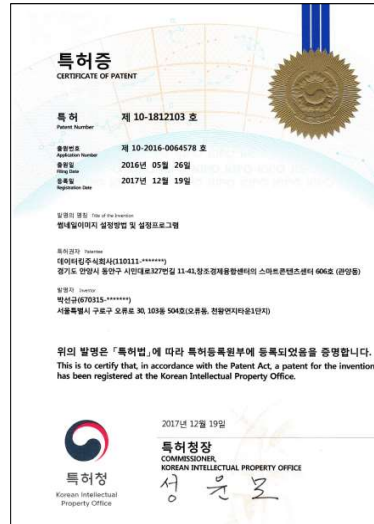 특허증
CERTIFICATE OF PATENT
특 허 제 10-1812103 호
Patent Number
출원번호 제 10-2016-0064578 호
Application Number
출원일 2016년 05월 26일
Filing Date
등록일 2017년 12월 19일
Registration Date
발명의 명칭 Title of the Invention
썸네일이미지 설정방법 및 설정프로그램
특허권자 Patentee
데이터킹주식회사(110111-*******)
경기도 안양시 동안구 시민대로327번길 11-41,창조경제융합센터의 스마트콘텐츠센터 606호 (관양동)
발명자 Inventor
박선규(670315-*******)
서울특별시 구로구 오류로 30, 103동 504호(오류동, 천왕연지타운1단지)
위의 발명은 「특허법」에 따라 특허등록원부에 등록되었음을 증명합니다.
This is to certify that, in accordance with the Patent Act, a patent for the invention
has been registered at the Korean Intellectual Property Office.
2017년 12월 19일
특허청장
COMMISSIONER,
KOREAN INTELLECTUAL PROPERTY OFFICE
성윤모
특허청
Korean Intellectual
Property Office